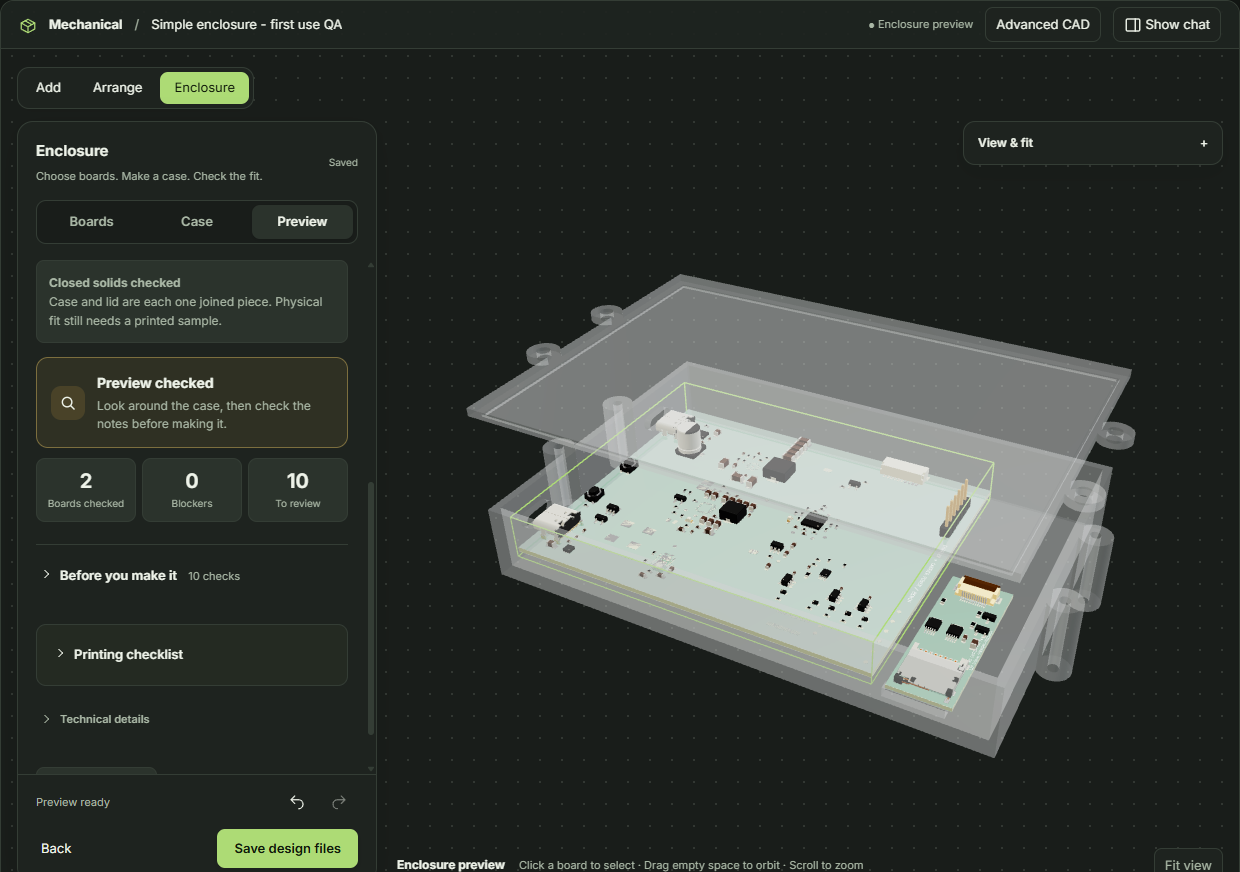 Mechanical / Simple enclosure - first use QA
Enclosure preview
Advanced CAD
Show chat
Add
Arrange
Enclosure
Enclosure
Saved
Choose boards. Make a case. Check the fit.
Boards
Case
Preview
Closed solids checked
Case and lid are each one joined piece. Physical
fit still needs a printed sample.
Preview checked
Look around the case, then check the
notes before making it.
2
Boards checked
0
Blockers
10
To review
Before you make it 10 checks
Printing checklist
Technical details
Preview ready
Back
Save design files
View & fit +
Enclosure preview Click a board to select · Drag empty space to orbit · Scroll to zoom
Fit view